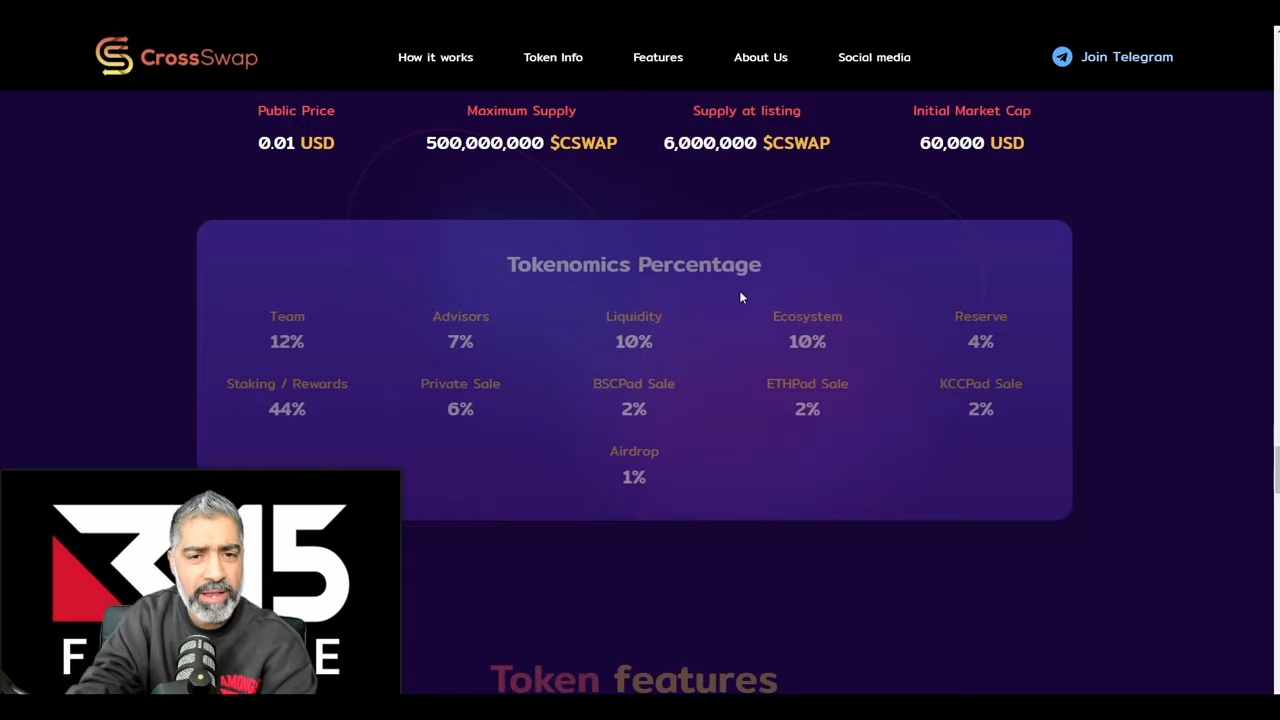 CrossSwap
How it works
Token Info
Features
About Us
Social media
Join Telegram
Public Price
Maximum Supply
Supply at listing
Initial Market Cap
0.01 USD
500,000,000 $CSWAP
6,000,000 $CSWAP
60,000 USD
Tokenomics Percentage
Team
Advisors
Liquidity
Ecosystem
Reserve
12%
7%
10%
10%
4%
Staking / Rewards
Private Sale
BSCPad Sale
ETHPad Sale
KCCPad Sale
44%
6%
2%
2%
2%
Airdrop
1%
Token features